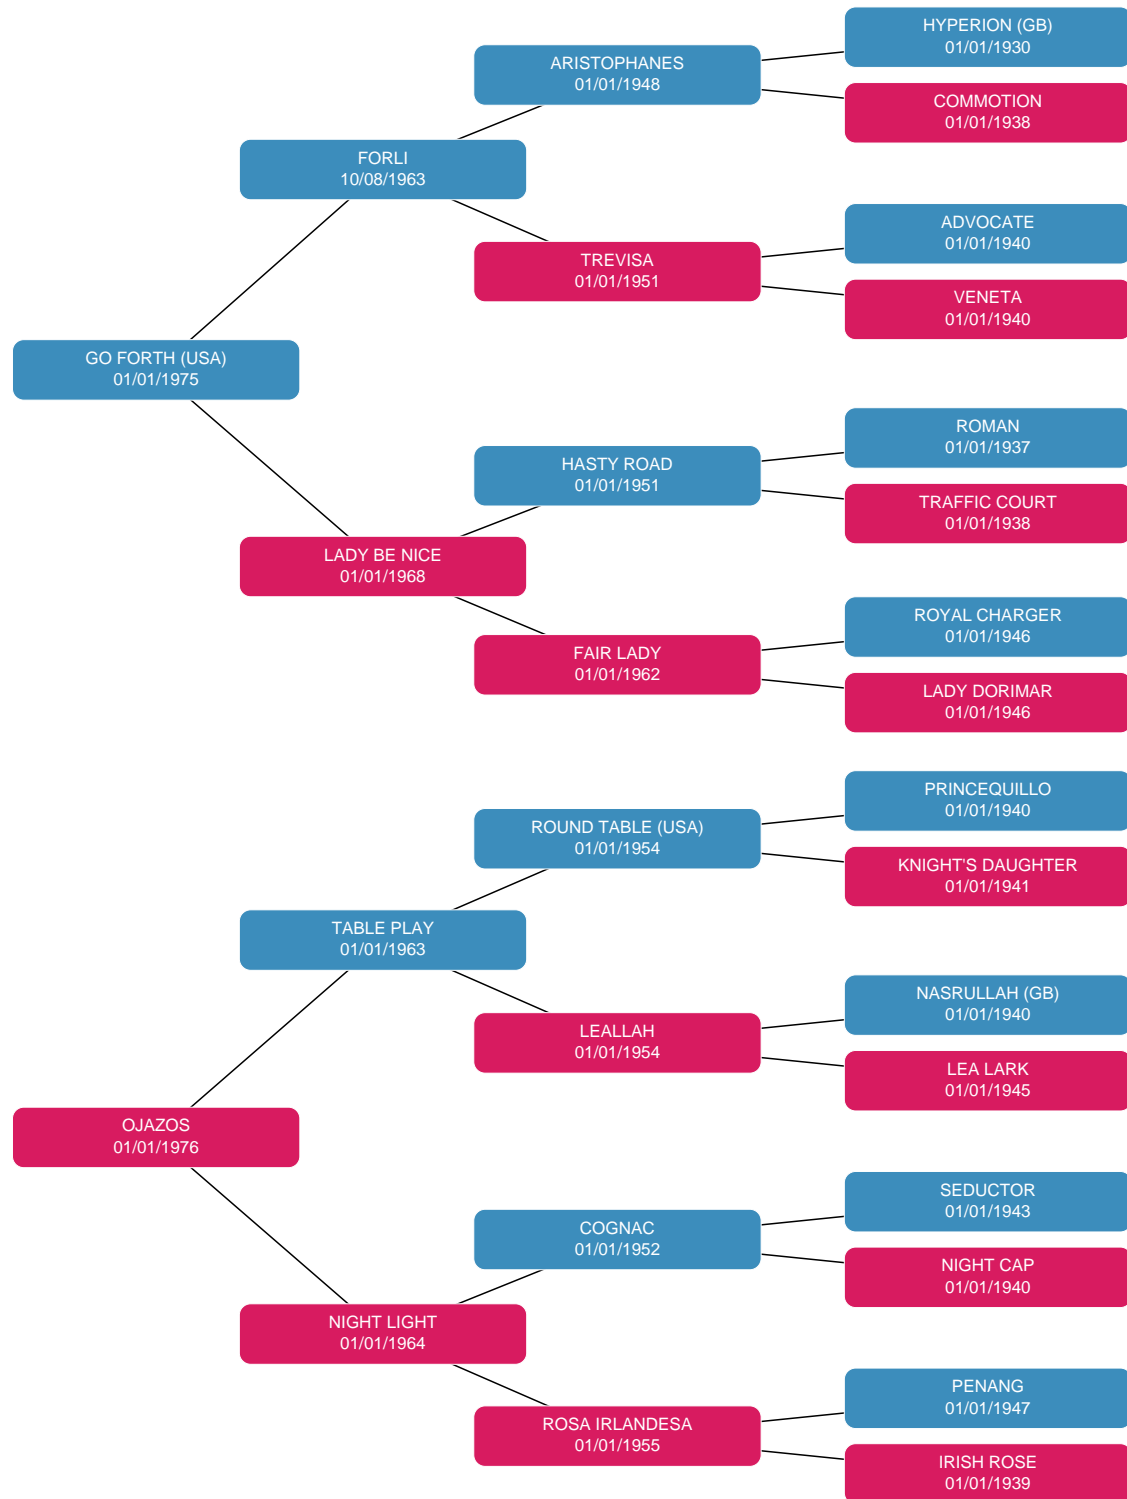 HYPERION (GB)
01/01/1930
ARISTOPHANES
01/01/1948
COMMOTION
01/01/1938
FORLI
10/08/1963
ADVOCATE
01/01/1940
TREVISA
01/01/1951
VENETA
01/01/1940
GO FORTH (USA)
01/01/1975
ROMAN
01/01/1937
HASTY ROAD
01/01/1951
TRAFFIC COURT
01/01/1938
LADY BE NICE
01/01/1968
ROYAL CHARGER
01/01/1946
FAIR LADY
01/01/1962
LADY DORIMAR
01/01/1946
PRINCEQUILLO
01/01/1940
ROUND TABLE (USA)
01/01/1954
KNIGHT'S DAUGHTER
01/01/1941
TABLE PLAY
01/01/1963
NASRULLAH (GB)
01/01/1940
LEALLAH
01/01/1954
LEA LARK
01/01/1945
OJAZOS
01/01/1976
SEDUCTOR
01/01/1943
COGNAC
01/01/1952
NIGHT CAP
01/01/1940
NIGHT LIGHT
01/01/1964
PENANG
01/01/1947
ROSA IRLANDESA
01/01/1955
IRISH ROSE
01/01/1939